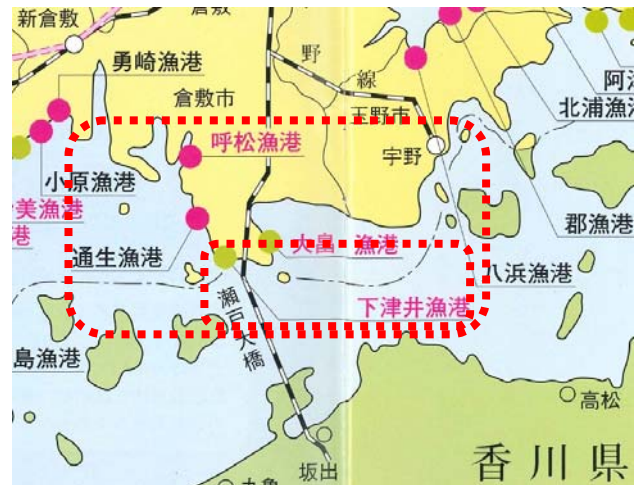 倉敷
新倉敷
勇崎漁港
野
線
阿
倉敷市
玉野市
北浦漁
呼松漁港
宇野
小原漁港
美漁港
港
郡漁港
通生漁港
大畠 漁港
八浜漁港
下津井漁港
瀬戸大橋
島漁港
高松
坂出
香川県